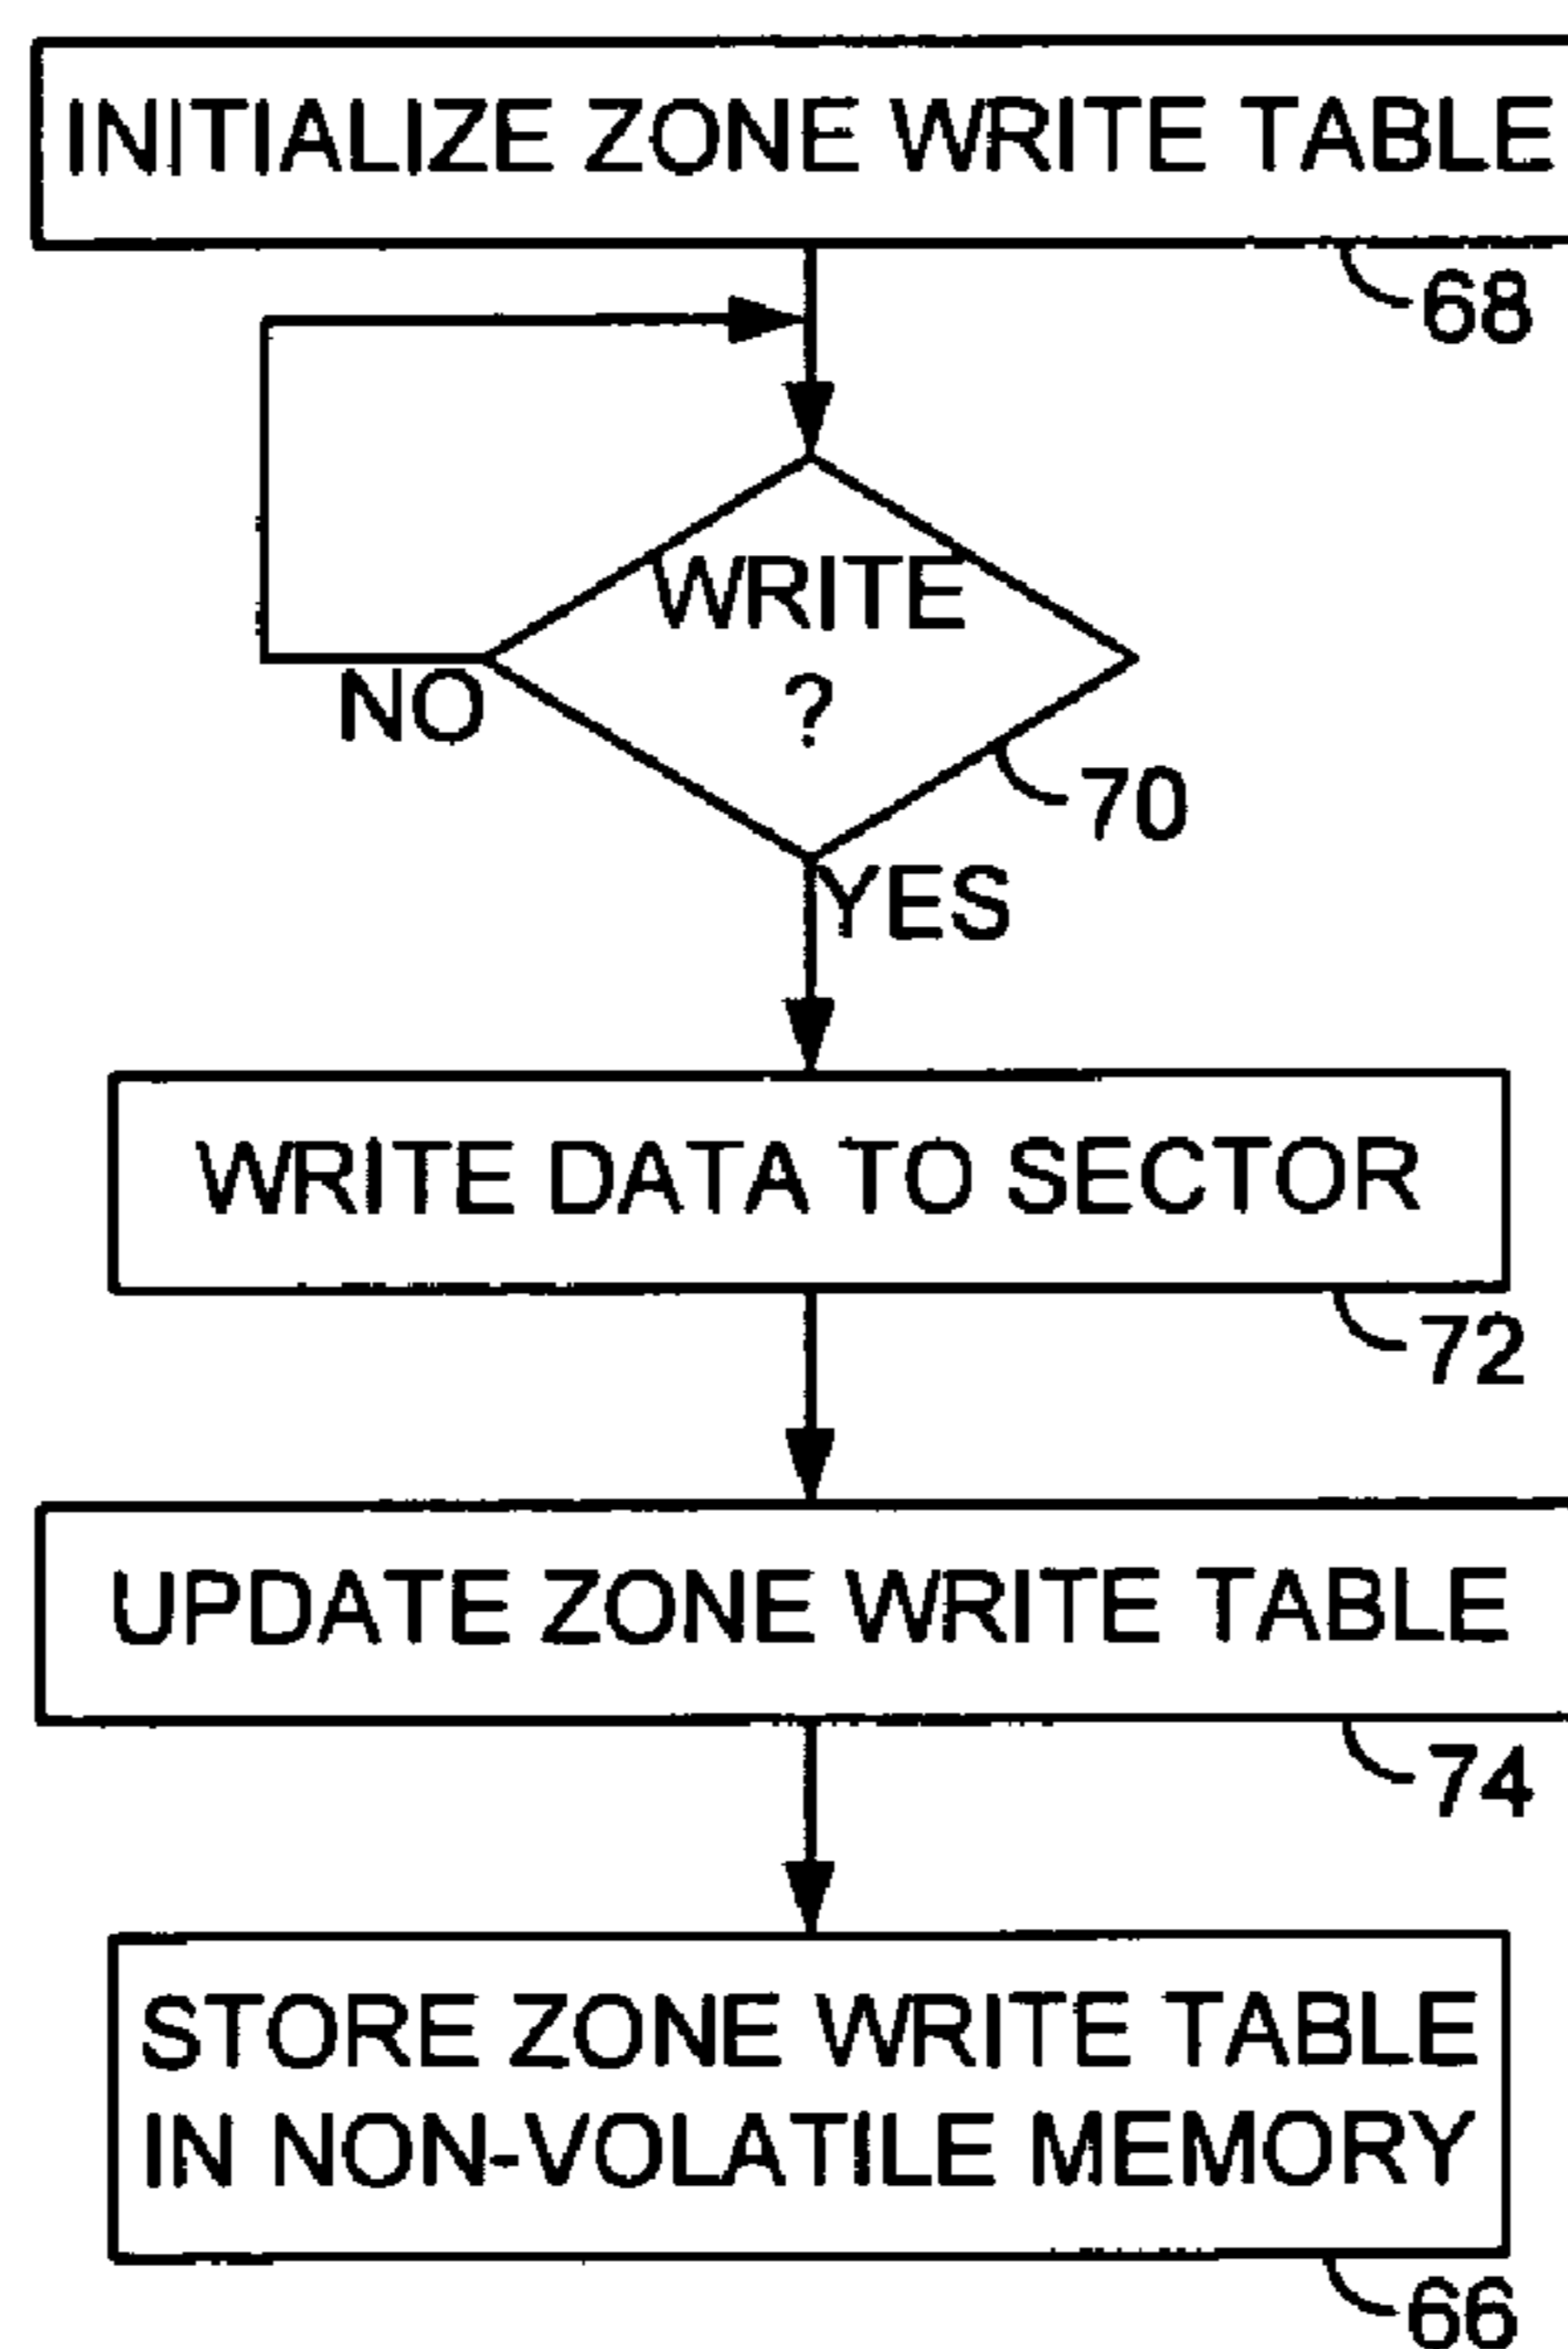 INITIALIZE ZONE WRITE TABLE
68
WRITE
?
NO
70
YES
WRITE DATA TO SECTOR
72
UPDATE ZONE WRITE TABLE
74
STORE ZONE WRITE TABLE
IN NON-VOLATILE MEMORY
66